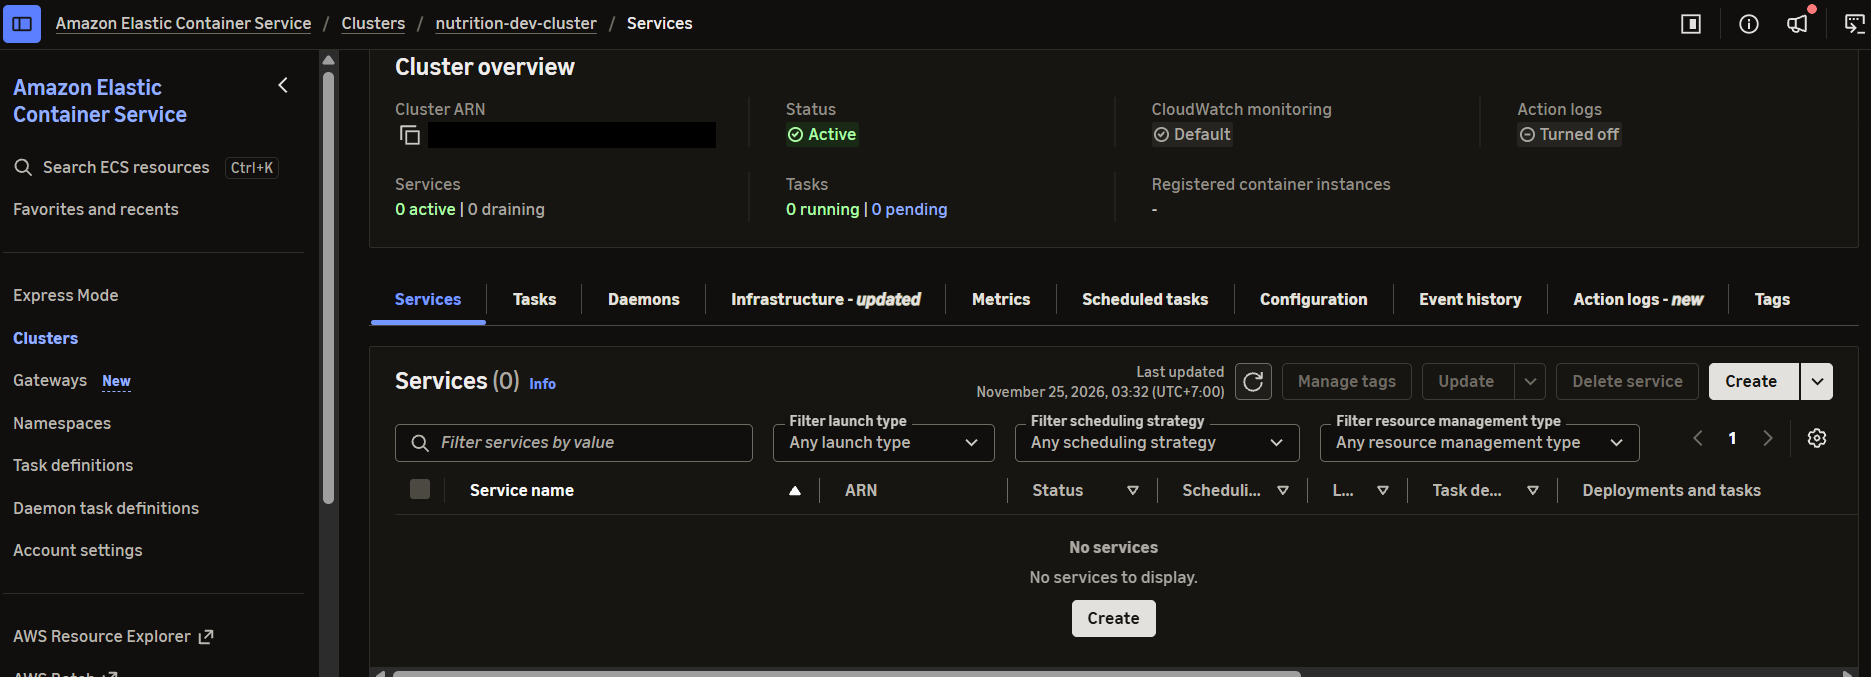 Amazon Elastic Container Service / Clusters / nutrition-dev-cluster / Services
Amazon Elastic
Container Service
Search ECS resources Ctrl+K
Favorites and recents
Express Mode
Clusters
Gateways New
Namespaces
Task definitions
Daemon task definitions
Account settings
AWS Resource Explorer
AWS Batch
Cluster overview
Cluster ARN
Status
Active
CloudWatch monitoring
Default
Action logs
Turned off
Services
0 active | 0 draining
Tasks
0 running | 0 pending
Registered container instances
-
Services Tasks Daemons Infrastructure - updated Metrics Scheduled tasks Configuration Event history Action logs - new Tags
Services (0) Info
Last updated
November 25, 2026, 03:32 (UTC+7:00)
Manage tags Update Delete service Create
Filter services by value
Filter launch type
Any launch type
Filter scheduling strategy
Any scheduling strategy
Filter resource management type
Any resource management type
1
Service name ARN Status Scheduli... L... Task de... Deployments and tasks
No services
No services to display.
Create